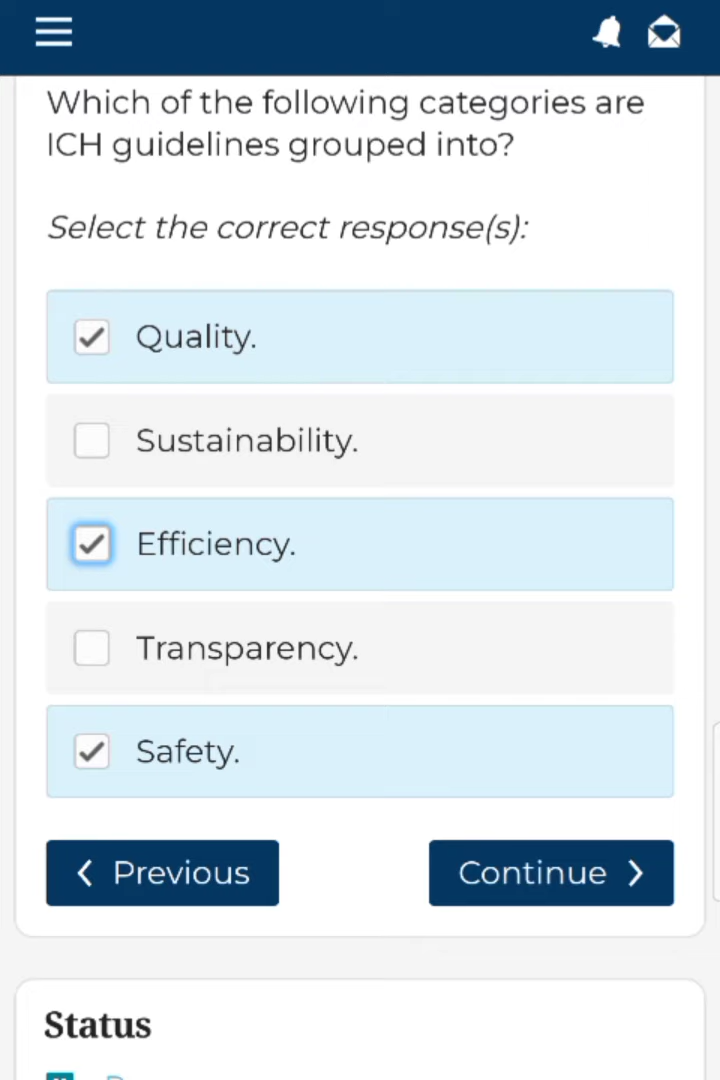 Which of the following categories are
ICH guidelines grouped into?
Select the correct response(s):
Quality.
Sustainability.
Efficiency.
Transparency.
Safety.
Previous
Continue
Status